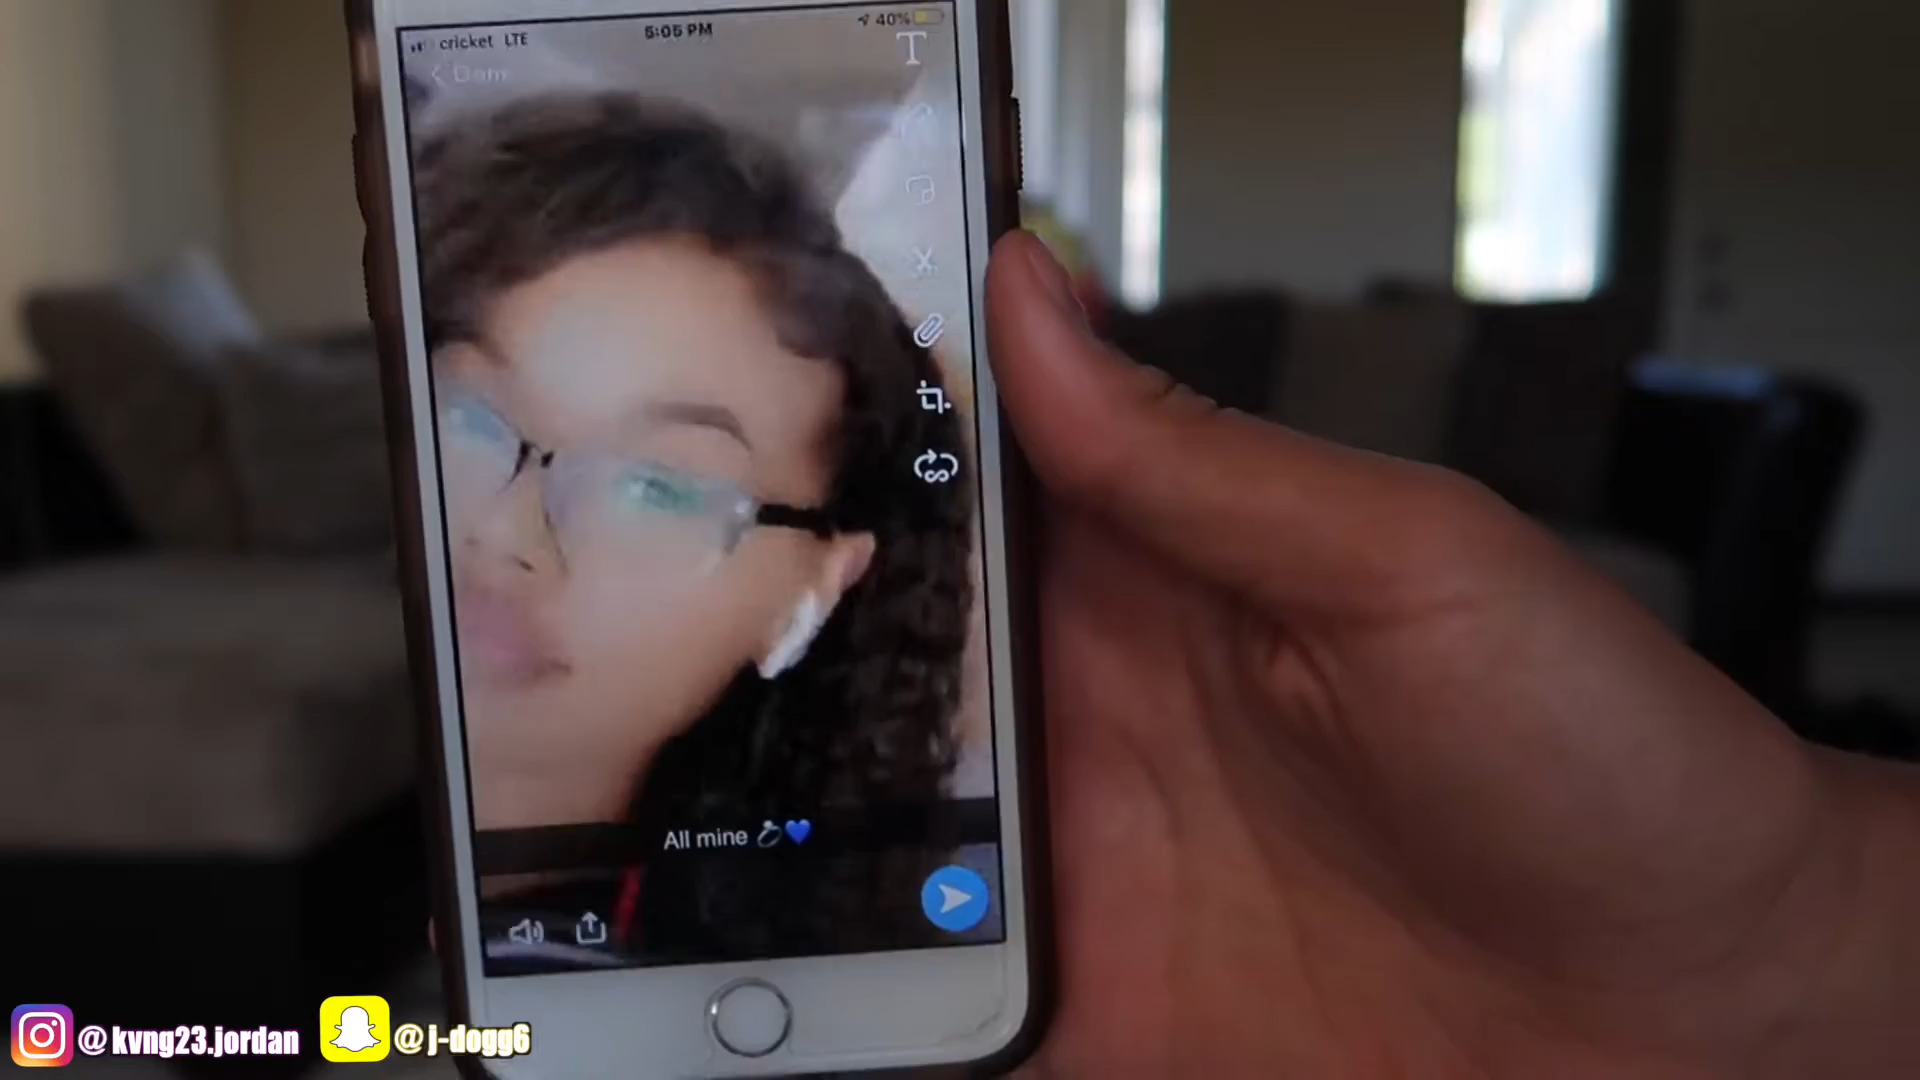 cricket LTE
5:05 PM
40%
T
All mine 💍💙
@kvng23.jordan
@j-dogg6